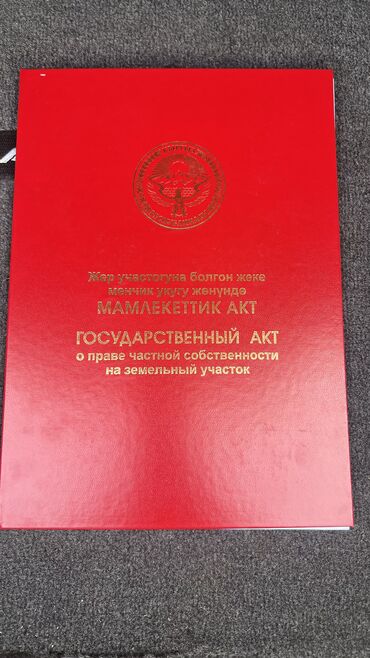 Жер участогуна болгон жеке
менчик укугу жөнүндө
МАМЛЕКЕТТИК АКТ
ГОСУДАРСТВЕННЫЙ АКТ
о праве частной собственности
на земельный участок